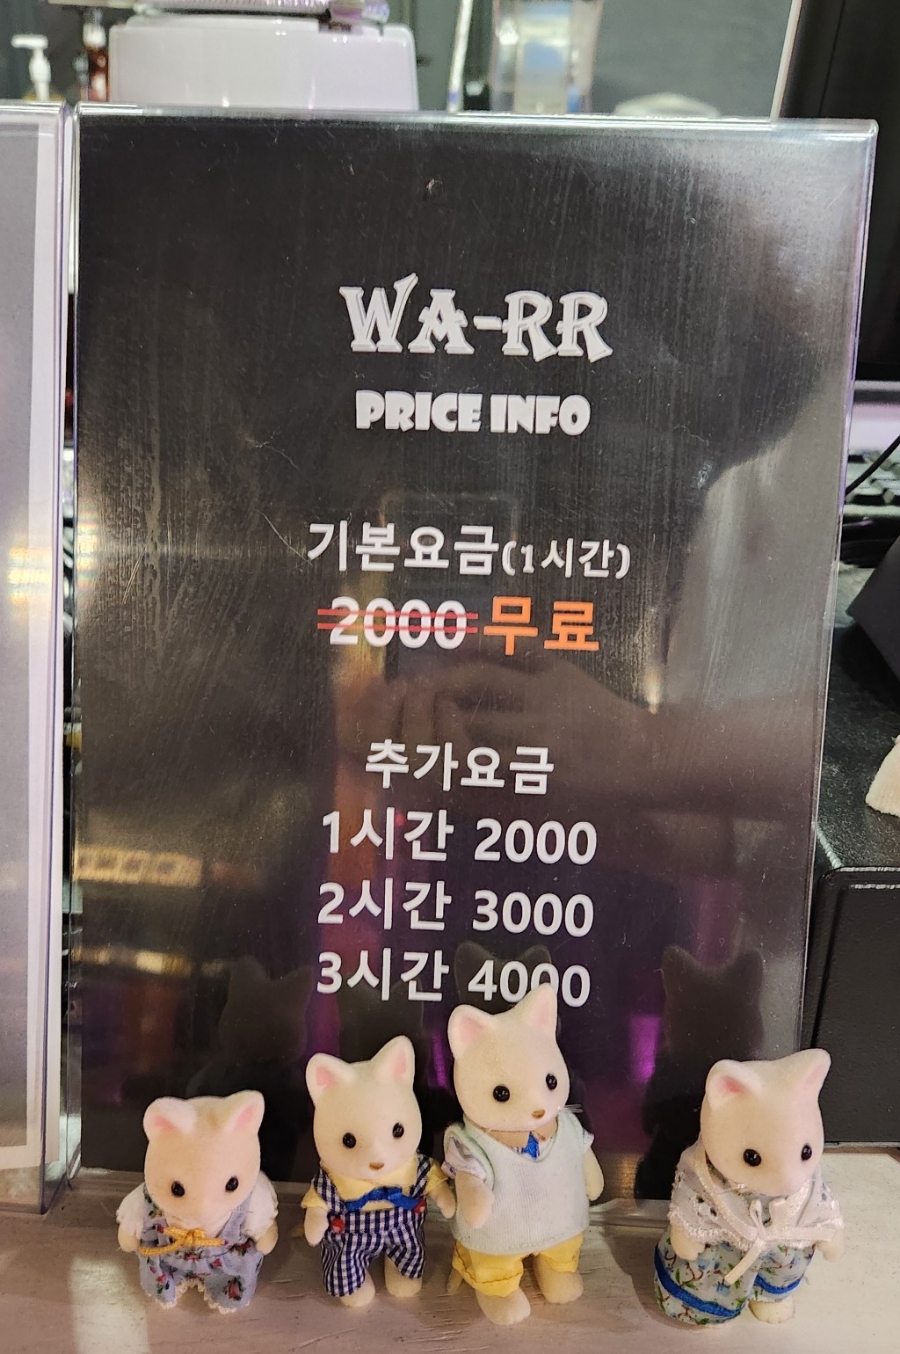 WA-RR
PRICE INFO
기본요금(1시간)
2000 무료
추가요금
1시간 2000
2시간 3000
3시간 4000